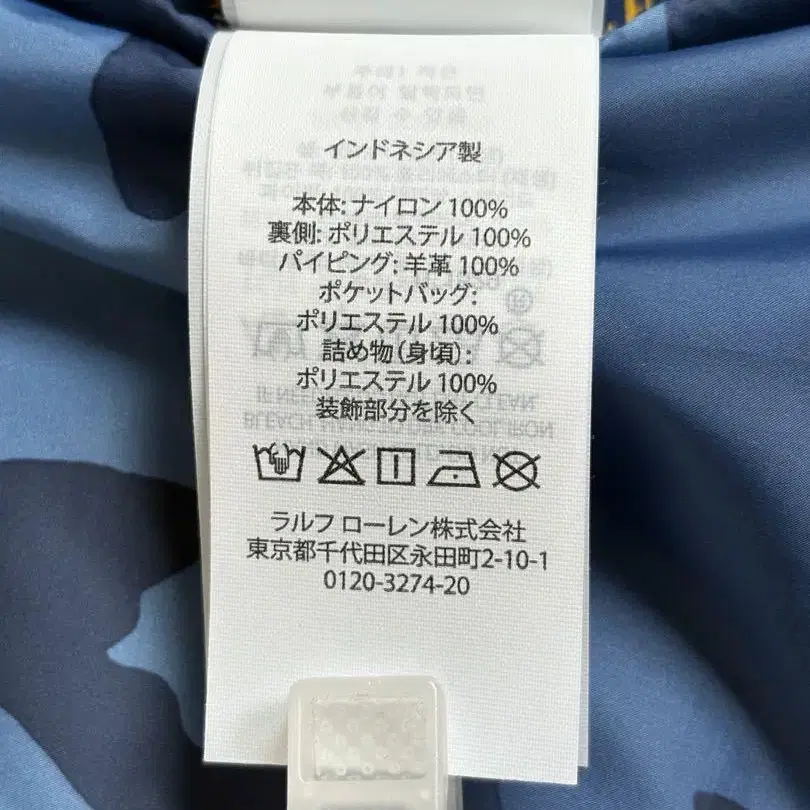 インドネシア製
本体: ナイロン 100%
裏側: ポリエステル 100%
パイピング: 羊革 100%
ポケットバッグ:
ポリエステル 100%
詰め物（身頃）:
ポリエステル 100%
装飾部分を除く
ラルフ ローレン株式会社
東京都千代田区永田町2-10-1
0120-3274-20